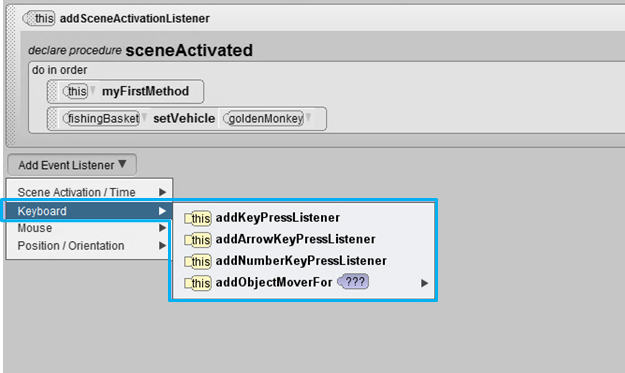 this addSceneActivationListener
declare procedure sceneActivated
do in order
this myFirstMethod
fishingBasket setVehicle goldenMonkey
Add Event Listener
Scene Activation / Time
Keyboard
Mouse
Position / Orientation
this addKeyPressListener
this addArrowKeyPressListener
this addNumberKeyPressListener
this addObjectMoverFor ???